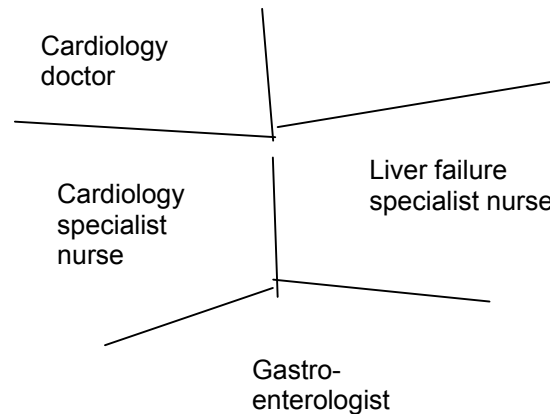 Cardiology
doctor
Cardiology
specialist
nurse
Liver failure
specialist nurse
Gastro-
enterologist